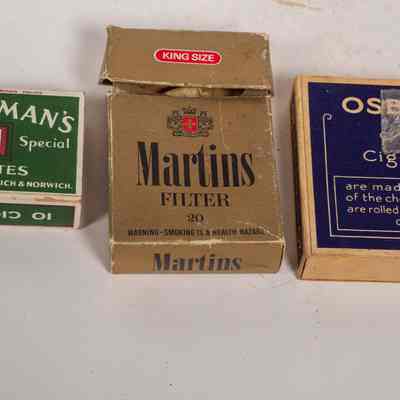 MAN'S
Special
TES
ICH & NORWICH.
10 CI
KING SIZE
Martins
FILTER
20
WARNING-SMOKING IS A HEALTH HAZARD
Martins
OSB
Cig
are mad
of the ch
are rolled